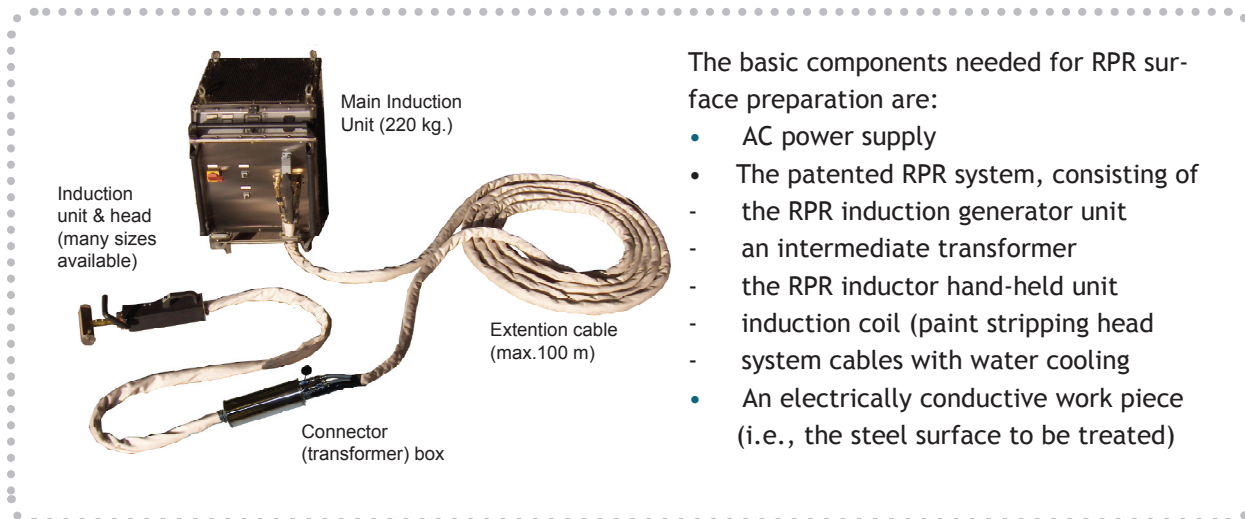 Main Induction
Unit (220 kg.)
Induction
unit & head
(many sizes
available)
Extention cable
(max.100 m)
Connector
(transformer) box
The basic components needed for RPR sur-
face preparation are:
• AC power supply
• The patented RPR system, consisting of
- the RPR induction generator unit
- an intermediate transformer
- the RPR inductor hand-held unit
- induction coil (paint stripping head
- system cables with water cooling
• An electrically conductive work piece
(i.e., the steel surface to be treated)